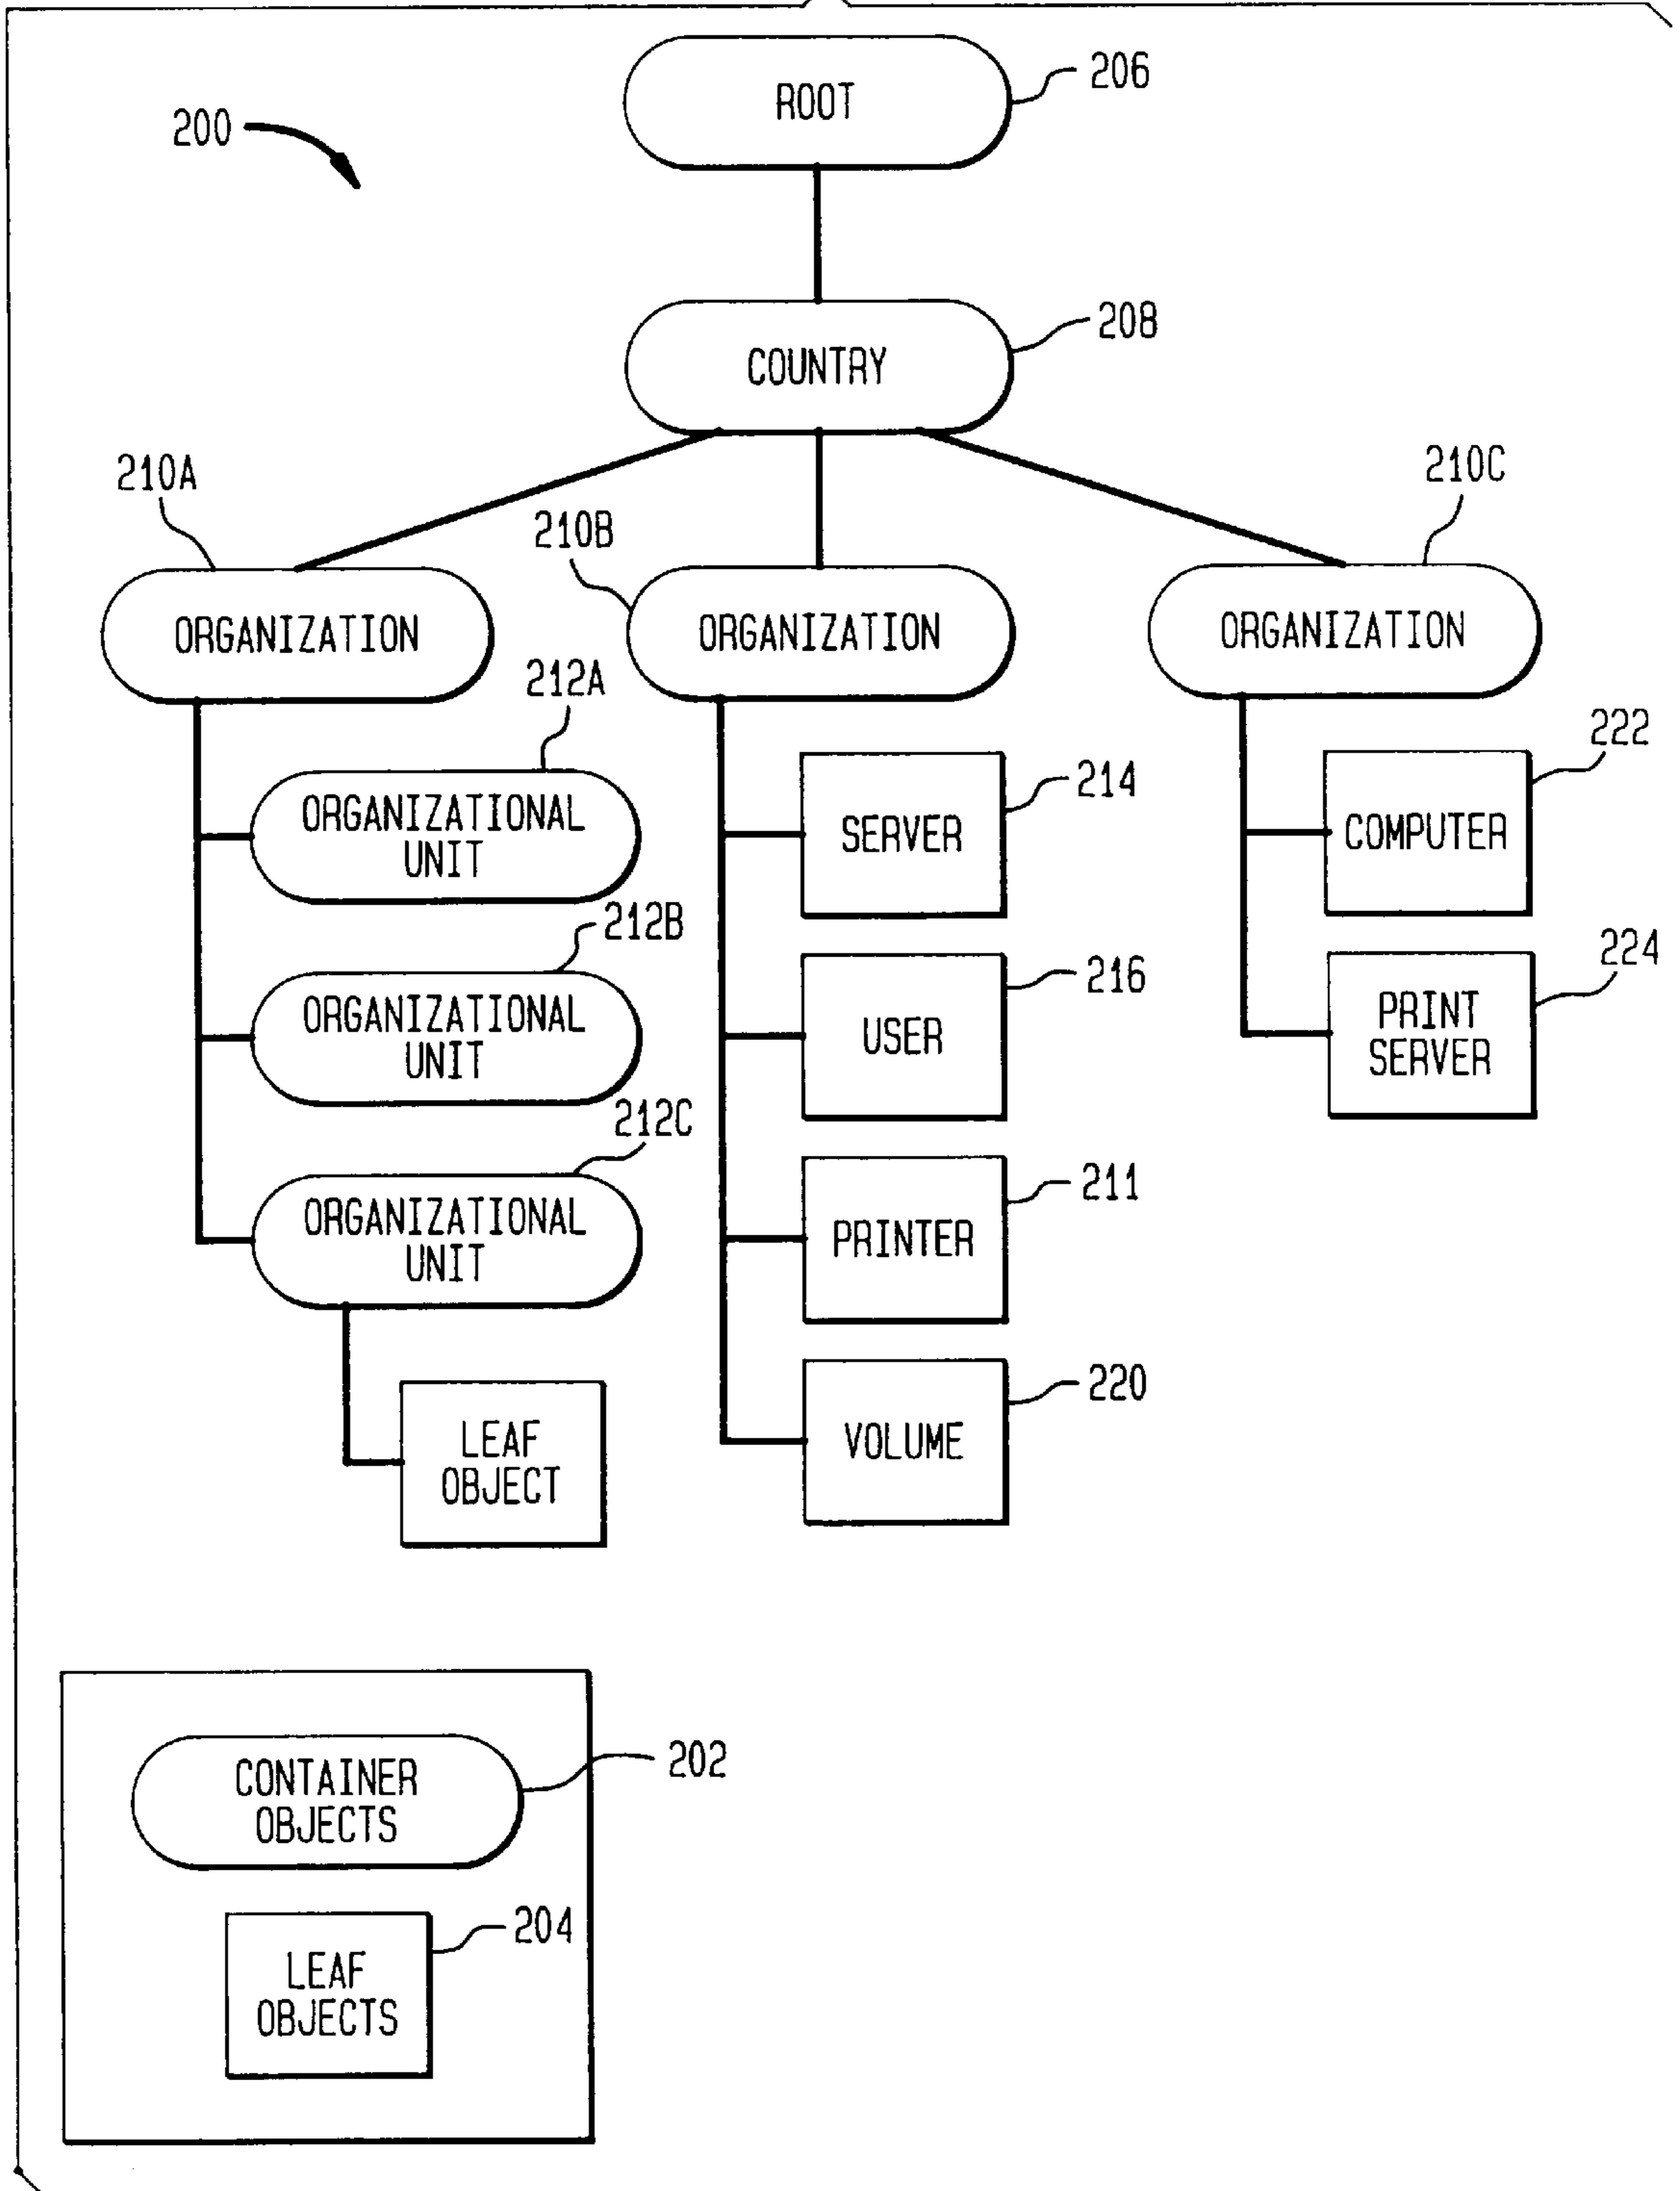 206
ROOT
200
208
COUNTRY
210A
210B
210C
ORGANIZATION
ORGANIZATION
ORGANIZATION
212A
ORGANIZATIONAL
UNIT
212B
ORGANIZATIONAL
UNIT
212C
ORGANIZATIONAL
UNIT
LEAF
OBJECT
214
SERVER
216
USER
211
PRINTER
220
VOLUME
222
COMPUTER
224
PRINT
SERVER
202
CONTAINER
OBJECTS
204
LEAF
OBJECTS